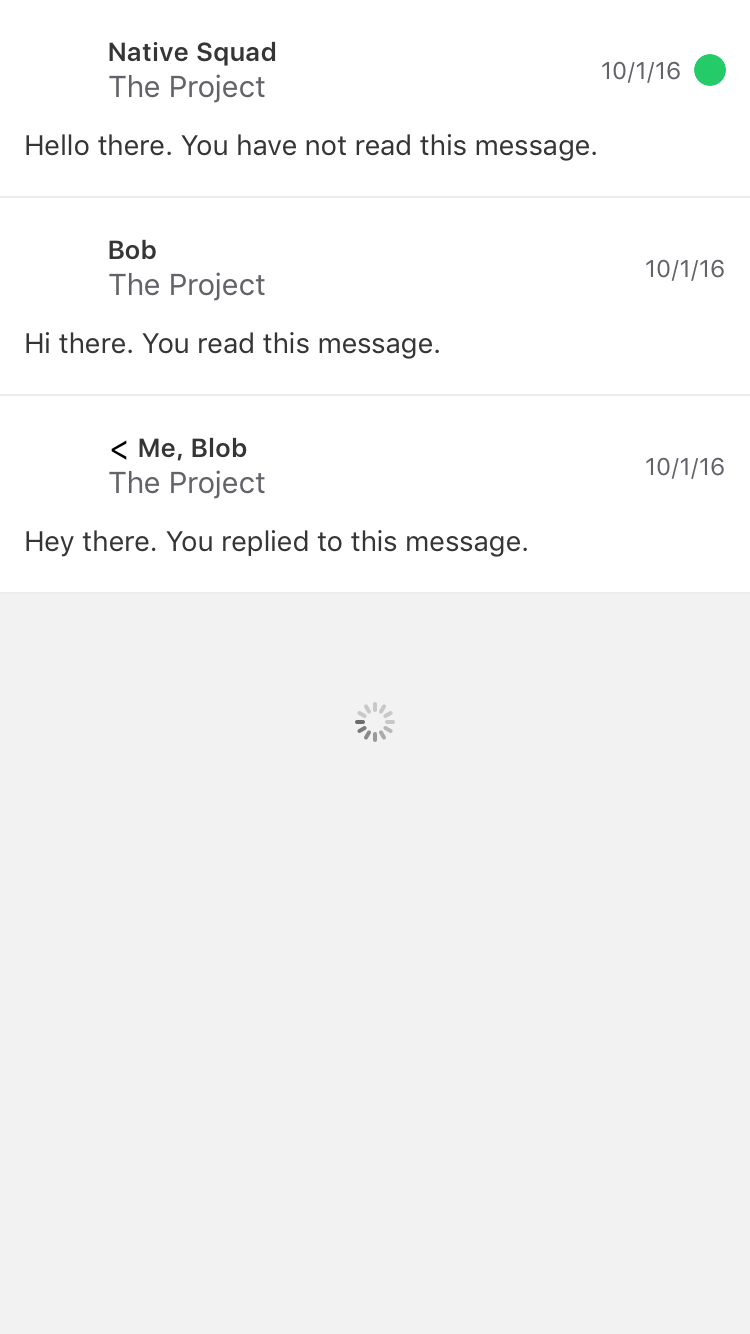 Native Squad
The Project
10/1/16
Hello there. You have not read this message.
Bob
The Project
10/1/16
Hi there. You read this message.
< Me, Blob
The Project
10/1/16
Hey there. You replied to this message.